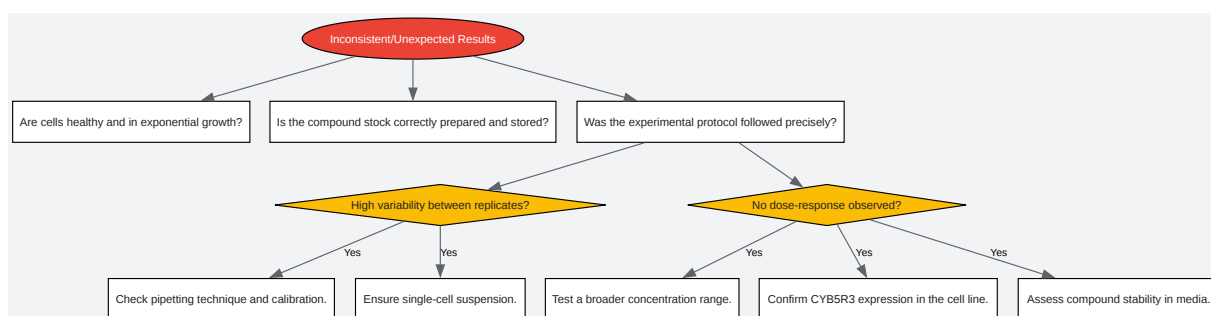 Inconsistent/Unexpected Results
Are cells healthy and in exponential growth?
Is the compound stock correctly prepared and stored?
Was the experimental protocol followed precisely?
High variability between replicates?
No dose-response observed?
Yes
Yes
Yes
Yes
Yes
Check pipetting technique and calibration.
Ensure single-cell suspension.
Test a broader concentration range.
Confirm CYB5R3 expression in the cell line.
Assess compound stability in media.